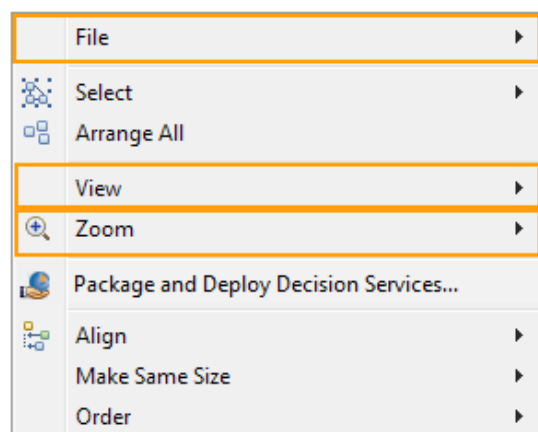 File
Select
Arrange All
View
Zoom
Package and Deploy Decision Services...
Align
Make Same Size
Order